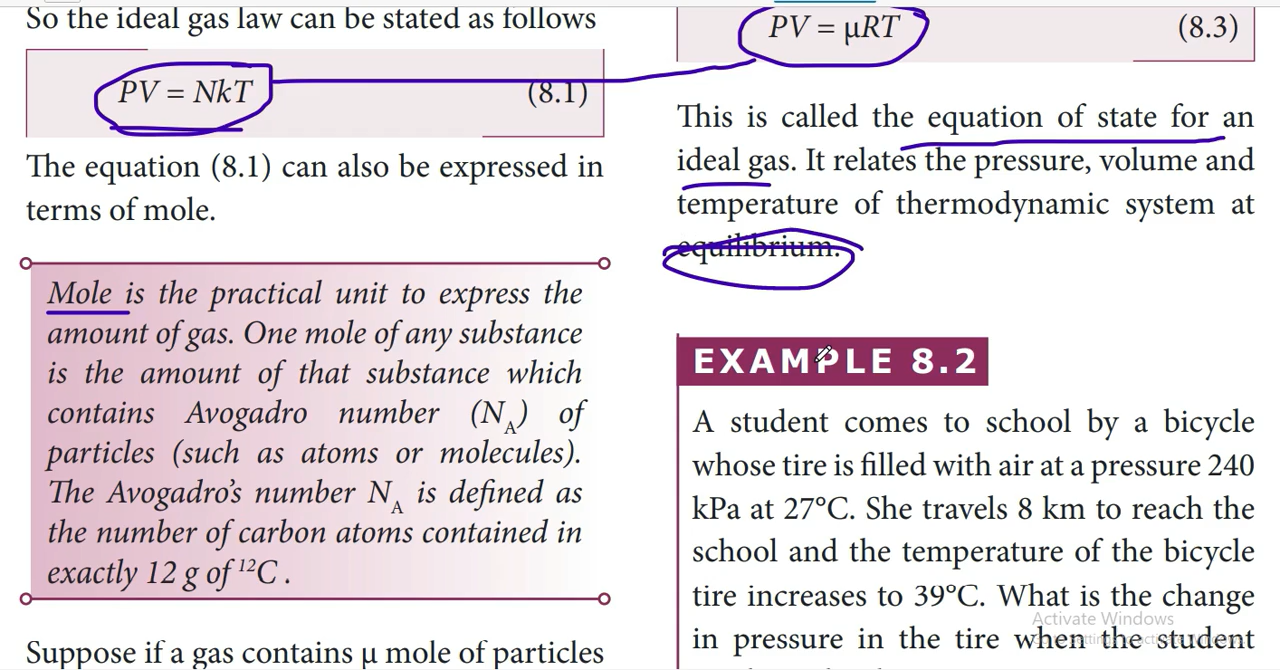 So the ideal gas law can be stated as follows
PV = NkT (8.1)
The equation (8.1) can also be expressed in
terms of mole.
Mole is the practical unit to express the
amount of gas. One mole of any substance
is the amount of that substance which
contains Avogadro number (NA) of
particles (such as atoms or molecules).
The Avogadro's number NA is defined as
the number of carbon atoms contained in
exactly 12 g of ¹²C.
Suppose if a gas contains μ mole of particles
PV = μRT (8.3)
This is called the equation of state for an
ideal gas. It relates the pressure, volume and
temperature of thermodynamic system at
equilibrium.
EXAMPLE 8.2
A student comes to school by a bicycle
whose tire is filled with air at a pressure 240
kPa at 27°C. She travels 8 km to reach the
school and the temperature of the bicycle
tire increases to 39°C. What is the change
in pressure in the tire when the student
Activate Windows